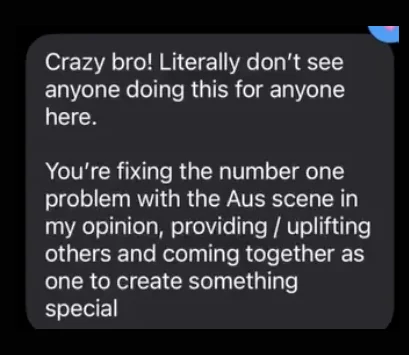 Crazy bro! Literally don’t see
anyone doing this for anyone
here.
You’re fixing the number one
problem with the Aus scene in
my opinion, providing / uplifting
others and coming together as
one to create something
special